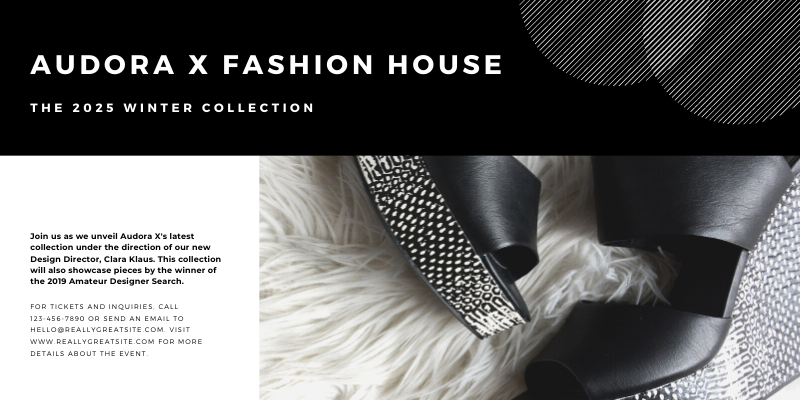 AUDORA X FASHION HOUSE
THE 2025 WINTER COLLECTION
Join us as we unveil Audora X's latest
collection under the direction of our new
Design Director, Clara Klaus. This collection
will also showcase pieces by the winner of
the 2019 Amateur Designer Search.
FOR TICKETS AND INQUIRIES, CALL
123-456-7890 OR SEND AN EMAIL TO
HELLO@REALLYGREATSITE.COM. VISIT
WWW.REALLYGREATSITE.COM FOR MORE
DETAILS ABOUT THE EVENT.